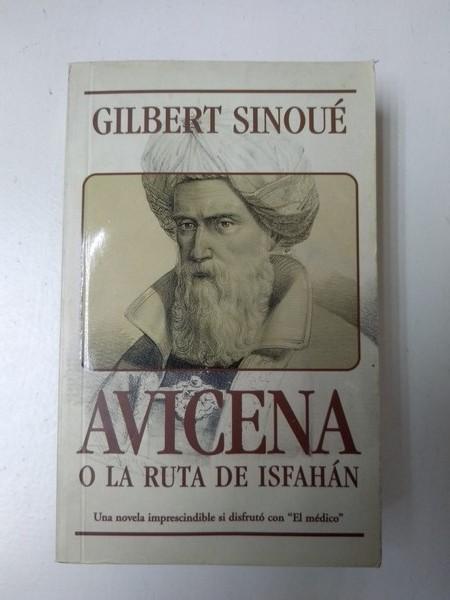 GILBERT SINOUÉ
AVICENA
O LA RUTA DE ISFAHÁN
Una novela imprescindible si disfrutó con "El médico"